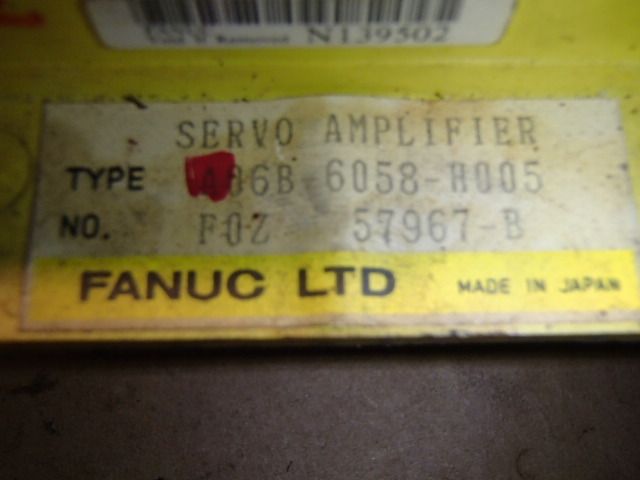 N139502
SERVO AMPLIFIER
TYPE A06B 6058-H005
NO. F0Z 57967-B
FANUC LTD MADE IN JAPAN